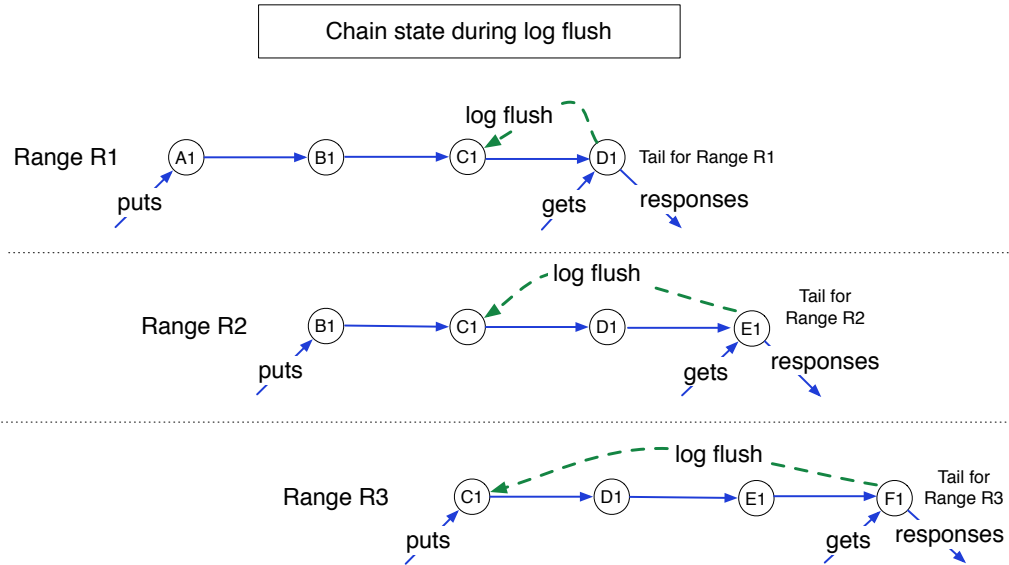 Chain state during log flush
log flush
Range R1
A1
B1
C1
D1
Tail for Range R1
puts
gets
responses
log flush
Range R2
B1
C1
D1
E1
Tail for
Range R2
puts
gets
responses
log flush
Range R3
C1
D1
E1
F1
Tail for
Range R3
puts
gets
responses